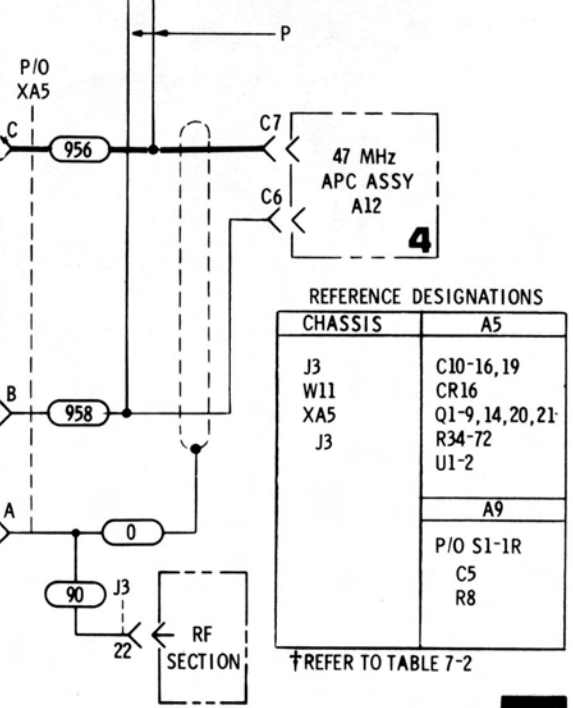 P
P/O
XA5
C
956
C7
47 MHz
APC ASSY
A12
C6
4
REFERENCE DESIGNATIONS
CHASSIS
A5
J3
W11
XA5
J3
C10-16,19
CR16
Q1-9,14,20,21
R34-72
U1-2
A9
P/O S1-1R
C5
R8
†REFER TO TABLE 7-2
B
958
A
0
90
J3
22
RF
SECTION